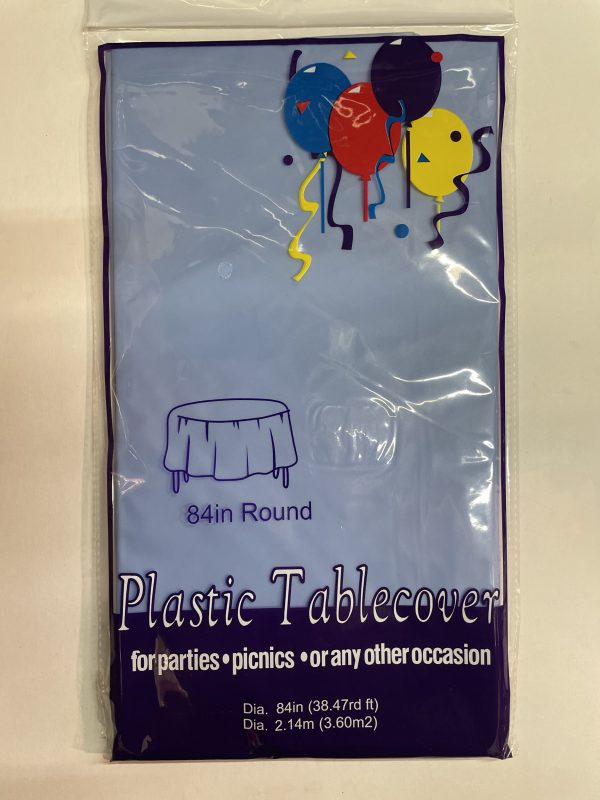 84in Round
Plastic Tablecover
for parties • picnics • or any other occasion
Dia. 84in (38.47rd ft)
Dia. 2.14m (3.60m2)